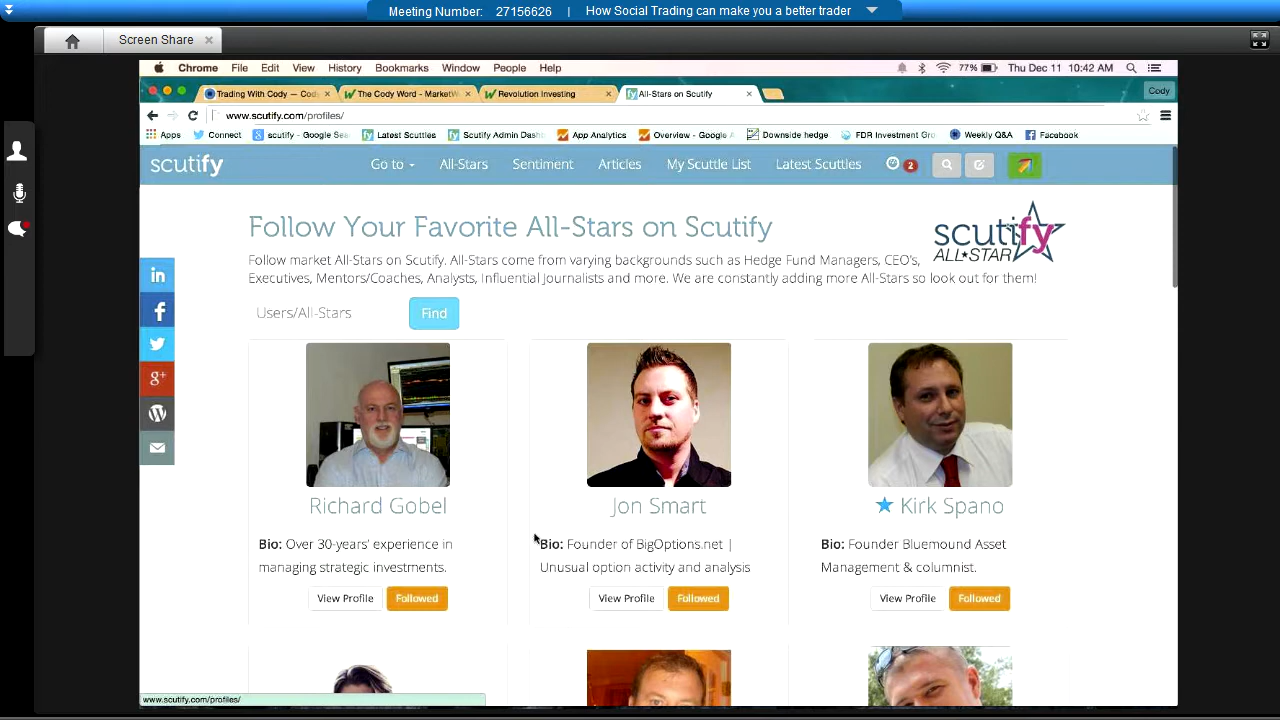 Meeting Number: 27156626 | How Social Trading can make you a better trader
Screen Share
Chrome File Edit View History Bookmarks Window People Help 77% Thu Dec 11 10:42 AM
Trading With Cody — Cod The Cody Word - MarketW Revolution Investing All-Stars on Scutify Cody
www.scutify.com/profiles/
Apps Connect scutify - Google Sea Latest Scuttles Scutify Admin Dash App Analytics Overview - Google A Downside hedge FDR Investment Gro Weekly Q&A Facebook
scutify Go to All-Stars Sentiment Articles My Scuttle List Latest Scuttles 2
Follow Your Favorite All-Stars on Scutify
scutify
ALL★STAR
Follow market All-Stars on Scutify. All-Stars come from varying backgrounds such as Hedge Fund Managers, CEO's,
Executives, Mentors/Coaches, Analysts, Influential Journalists and more. We are constantly adding more All-Stars so look out for them!
Users/All-Stars Find
in
f
g+
Richard Gobel
Bio: Over 30-years' experience in
managing strategic investments.
View Profile Followed
Jon Smart
Bio: Founder of BigOptions.net |
Unusual option activity and analysis
View Profile Followed
Kirk Spano
Bio: Founder Bluemound Asset
Management & columnist.
View Profile Followed
www.scutify.com/profiles/